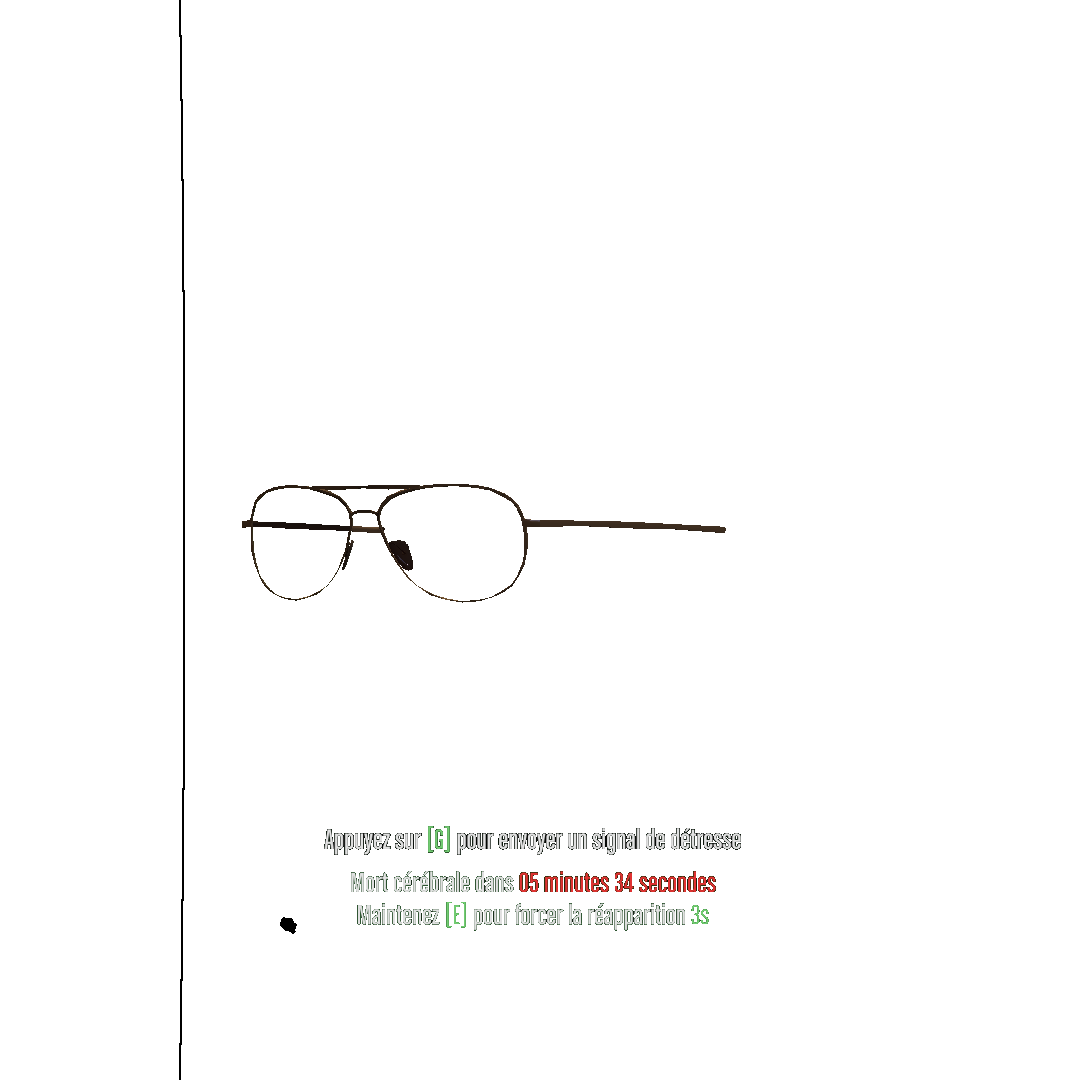 Appuyez sur [G] pour envoyer un signal de détresse
Mort cérébrale dans 05 minutes 34 secondes
Maintenez [E] pour forcer la réapparition 3s